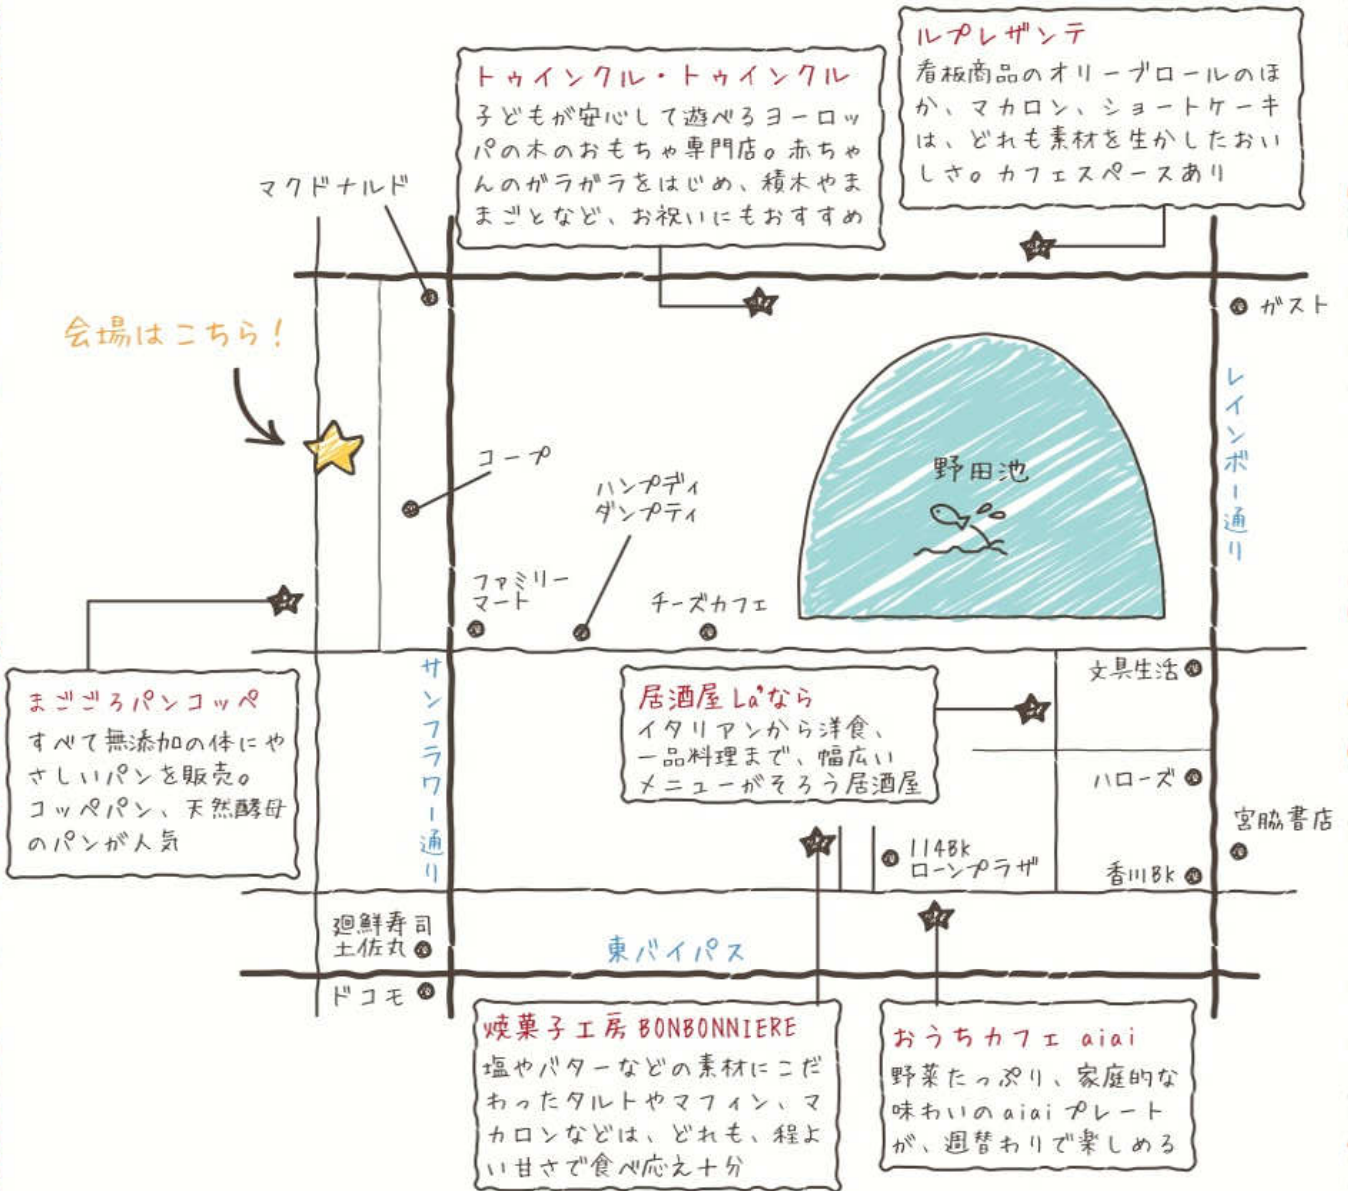 ルプレザンテ
看板商品のオリーブロールのほ
か、マカロン、ショートケーキ
は、どれも素材を生かしたおい
しさ。カフェスペースあり
トゥインクル・トゥインクル
子どもが安心して遊べるヨーロッ
パの木のおもちゃ専門店。赤ちゃ
んのガラガラをはじめ、積木やま
まごとなど、お祝いにもおすすめ
マクドナルド
ガスト
会場はこちら！
レインボー通り
野田池
コープ
ハンプディ
ダンプティ
ファミリー
マート
チーズカフェ
サンフラワー通り
まごごろパンコッペ
すべて無添加の体にや
さしいパンを販売。
コッペパン、天然酵母
のパンが人気
居酒屋 La'なら
イタリアンから洋食、
一品料理まで、幅広い
メニューがそろう居酒屋
文具生活
ハローズ
宮脇書店
114Bk
ローンプラザ
香川BK
廻鮮寿司
土佐丸
東バイパス
ドコモ
焼菓子工房 BONBONNIERE
塩やバターなどの素材にこだ
わったタルトやマフィン、マ
カロンなどは、どれも、程よ
い甘さで食べ応え十分
おうちカフェ aiai
野菜たっぷり、家庭的な
味わいのaiaiプレート
が、週替わりで楽しめる